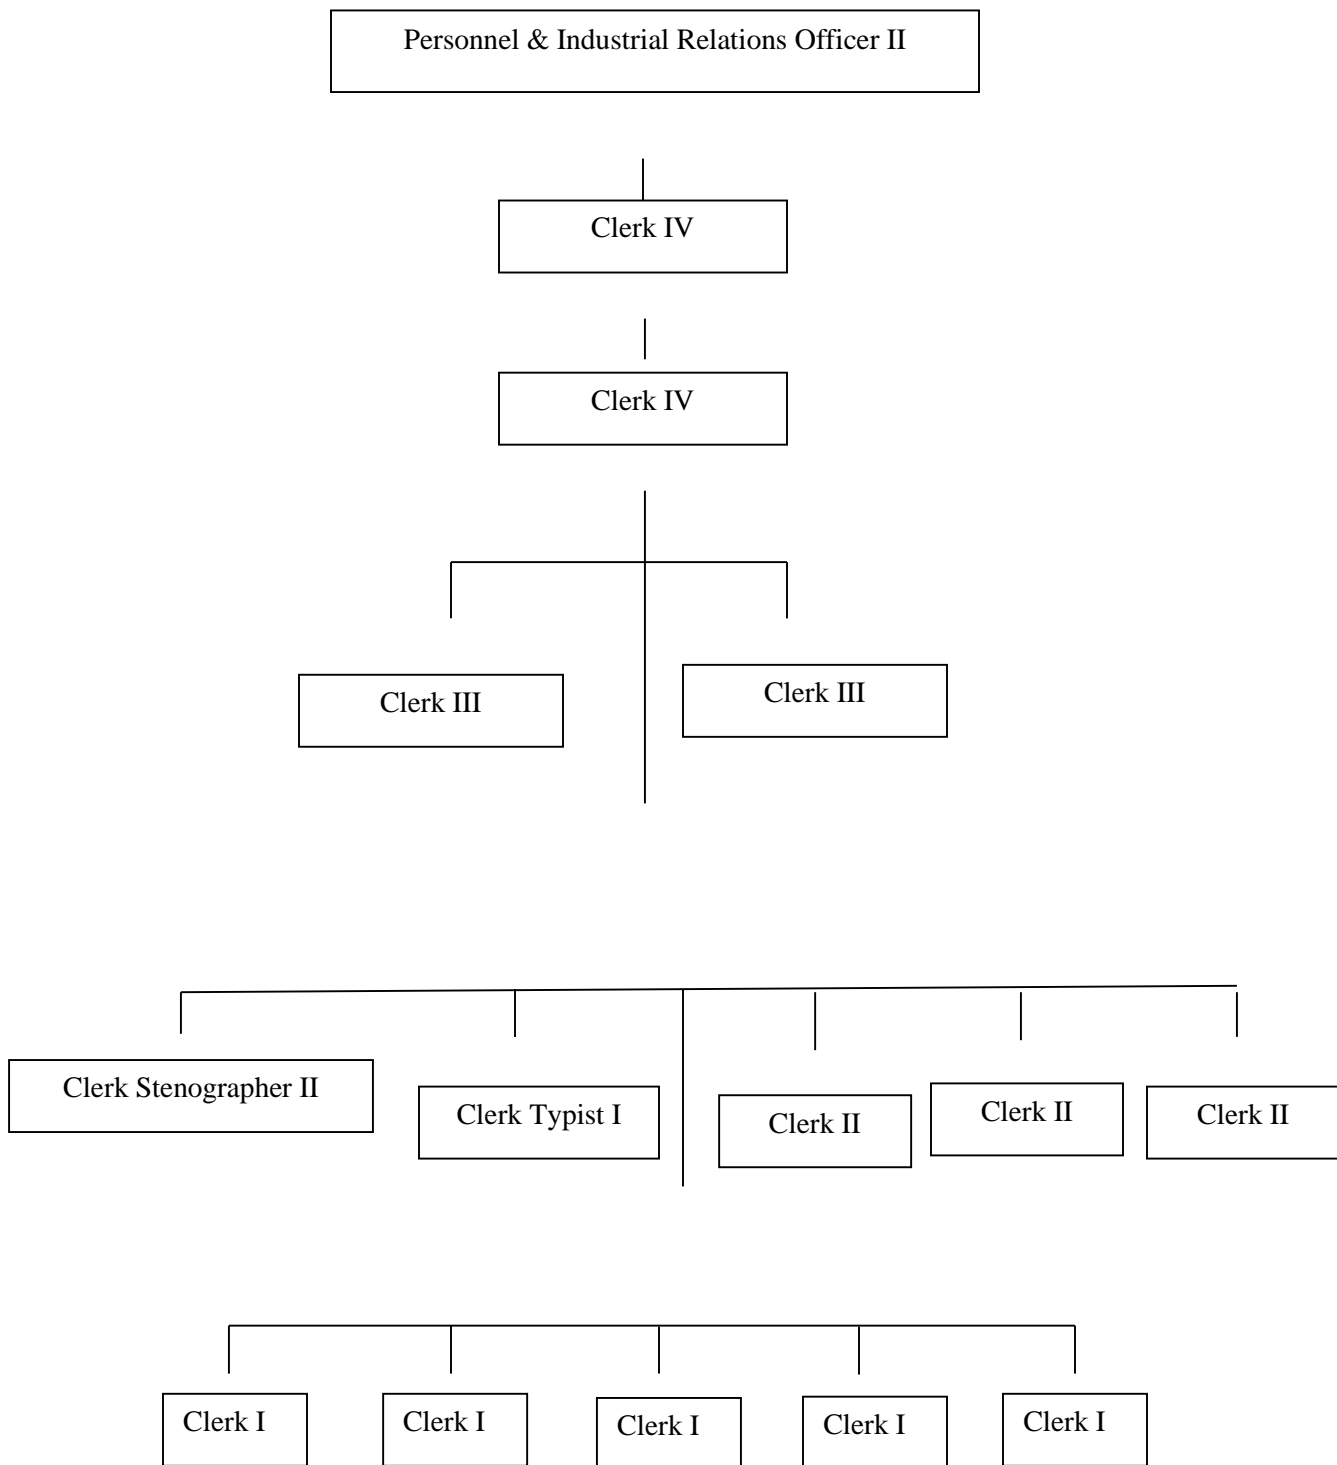 Personnel & Industrial Relations Officer II
Clerk IV
Clerk IV
Clerk III
Clerk III
Clerk Stenographer II
Clerk Typist I
Clerk II
Clerk II
Clerk II
Clerk I
Clerk I
Clerk I
Clerk I
Clerk I